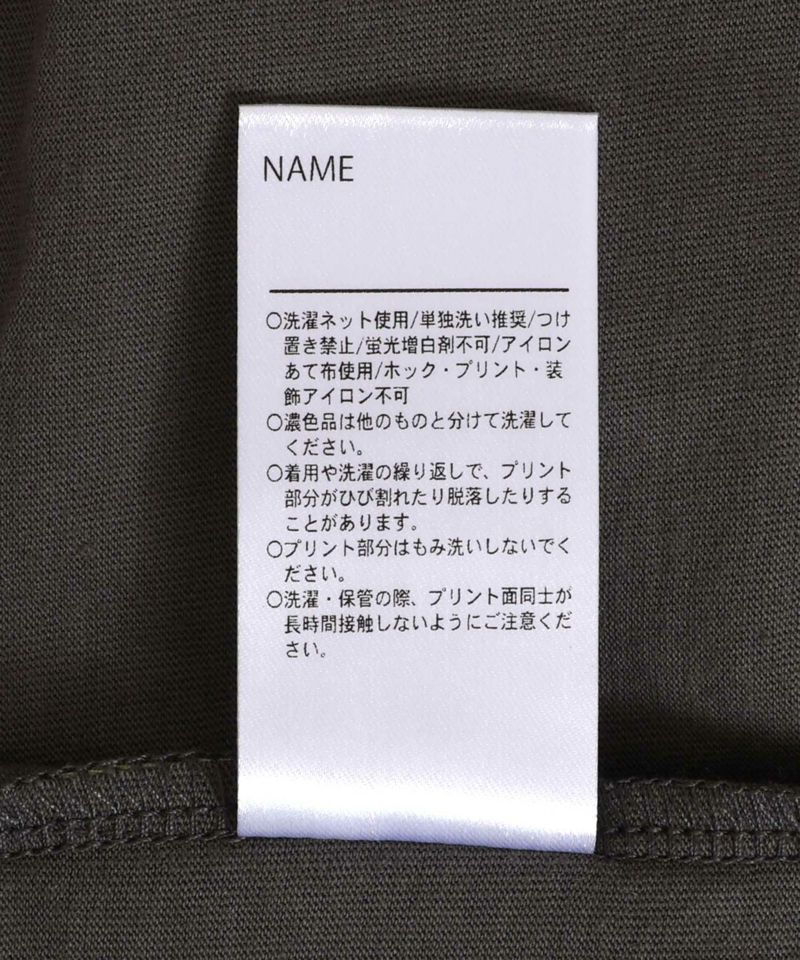 NAME
○洗濯ネット使用/単独洗い推奨/つけ
置き禁止/蛍光増白剤不可/アイロン
あて布使用/ホック・プリント・装
飾アイロン不可
○濃色品は他のものと分けて洗濯して
ください。
○着用や洗濯の繰り返しで、プリント
部分がひび割れたり脱落したりする
ことがあります。
○プリント部分はもみ洗いしないでく
ださい。
○洗濯・保管の際、プリント面同士が
長時間接触しないようにご注意くだ
さい。